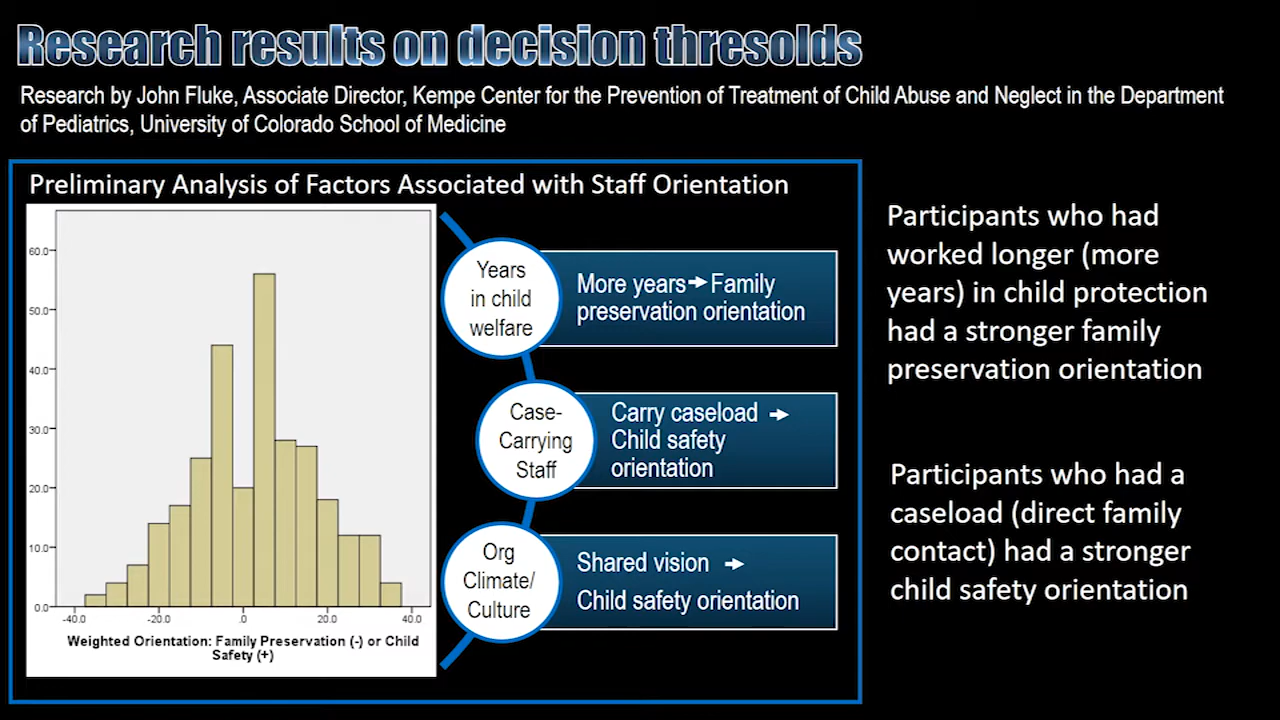 Research results on decision thresolds
Research by John Fluke, Associate Director, Kempe Center for the Prevention of Treatment of Child Abuse and Neglect in the Department
of Pediatrics, University of Colorado School of Medicine
Preliminary Analysis of Factors Associated with Staff Orientation
60.0
50.0
40.0
30.0
20.0
10.0
0.0
-40.0
-20.0
.0
20.0
40.0
Weighted Orientation: Family Preservation (-) or Child
Safety (+)
Years
in child
welfare
More years➔Family
preservation orientation
Case-
Carrying
Staff
Carry caseload ➔
Child safety
orientation
Org
Climate/
Culture
Shared vision ➔
Child safety orientation
Participants who had
worked longer (more
years) in child protection
had a stronger family
preservation orientation
Participants who had a
caseload (direct family
contact) had a stronger
child safety orientation